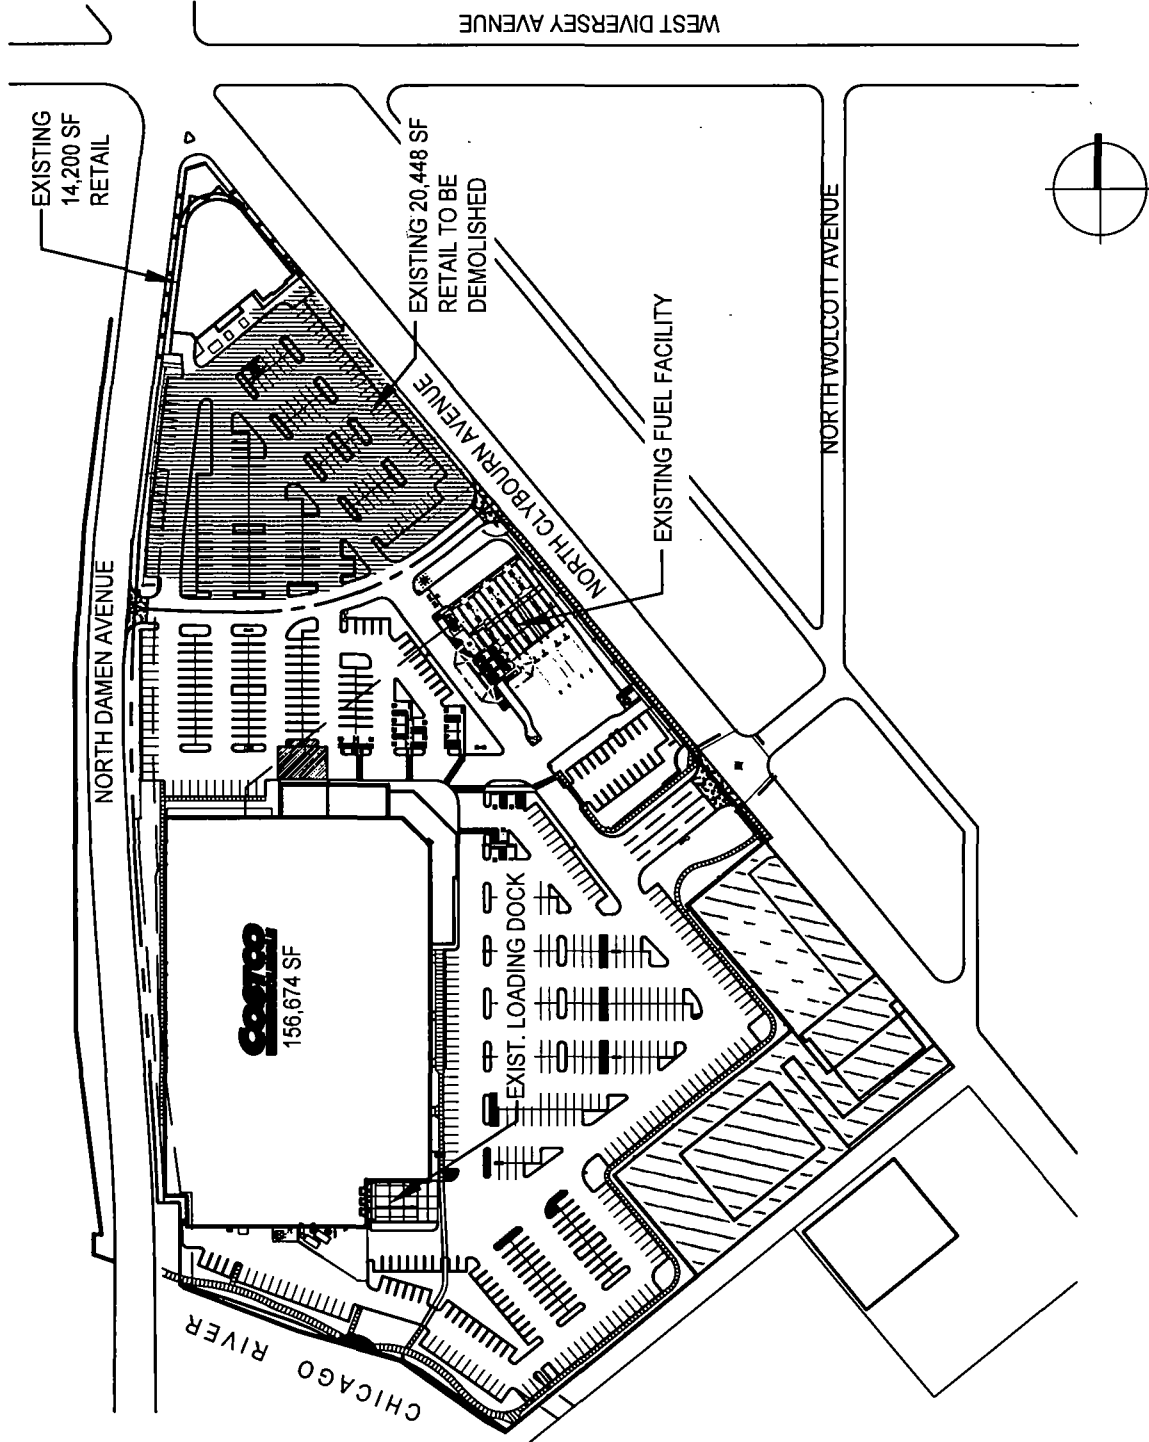 WEST DIVERSEY AVENUE
EXISTING
14,200 SF
RETAIL
EXISTING 20,448 SF
RETAIL TO BE
DEMOLISHED
NORTH WOLCOTT AVENUE
NORTH CLYBOURN AVENUE
EXISTING FUEL FACILITY
NORTH DAMEN AVENUE
COSTCO
156,674 SF
EXIST. LOADING DOCK
CHICAGO RIVER